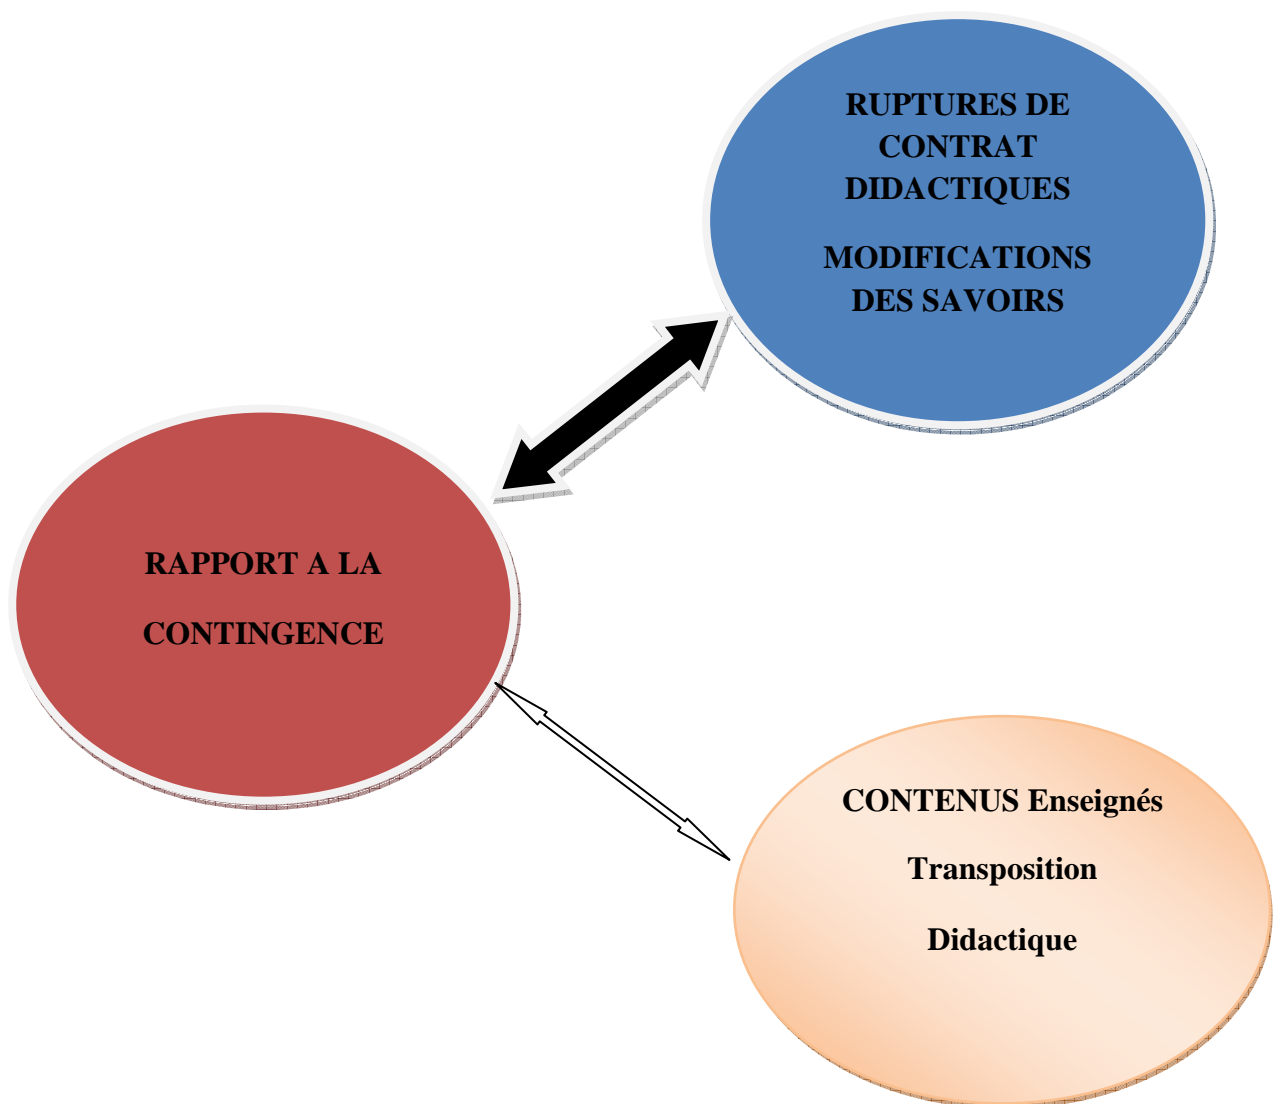 RUPTURES DE
CONTRAT
DIDACTIQUES
MODIFICATIONS
DES SAVOIRS
RAPPORT A LA
CONTINGENCE
CONTENUS Enseignés
Transposition
Didactique